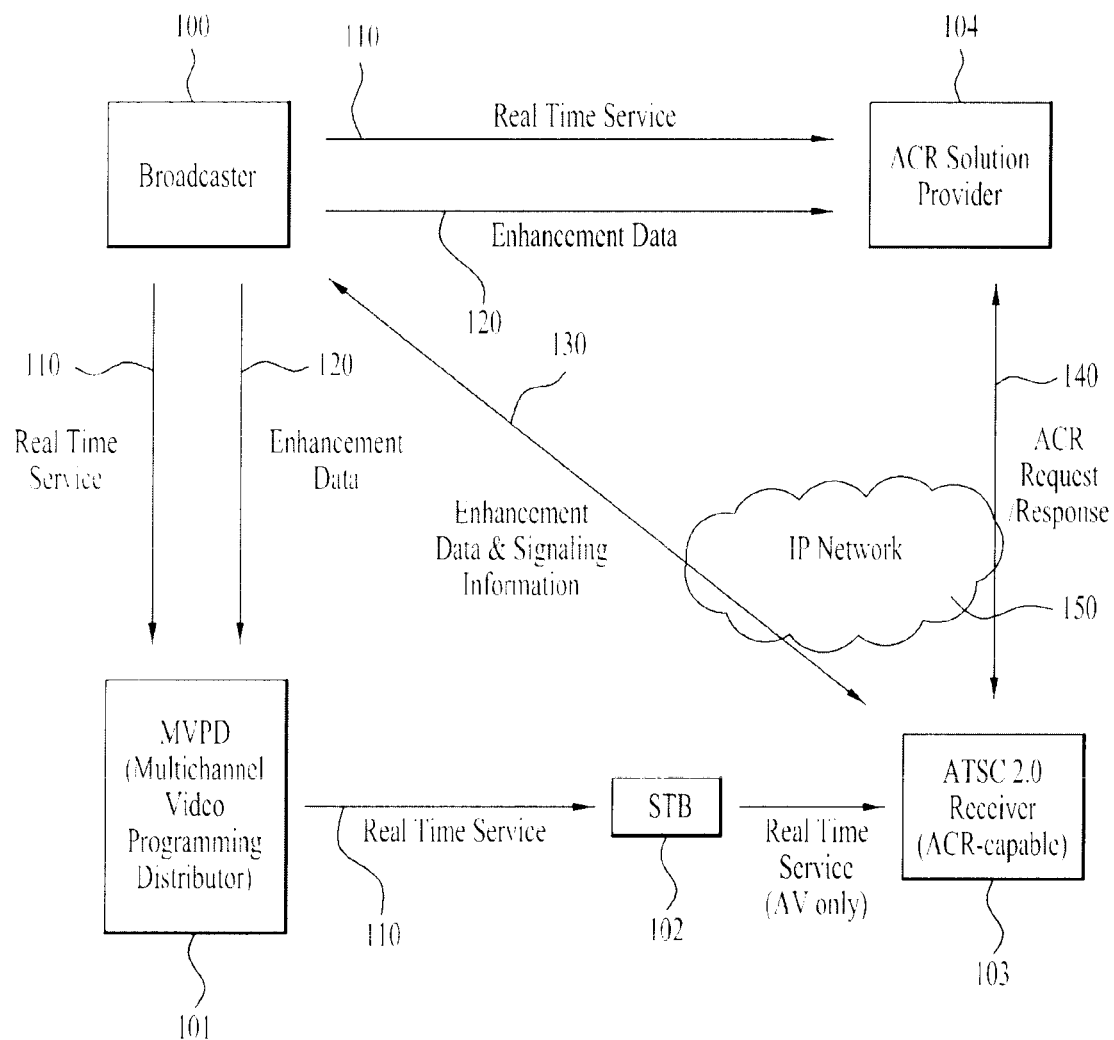 100
110
104
Broadcaster
Real Time Service
ACR Solution
Provider
Enhancement Data
120
110
120
130
140
Real Time
Service
Enhancement
Data
ACR
Request
/Response
Enhancement
Data & Signaling
Information
IP Network
150
MVPD
(Multichannel
Video
Programming
Distributor)
Real Time Service
110
STB
102
Real Time
Service
(AV only)
ATSC 2.0
Receiver
(ACR-capable)
103
101